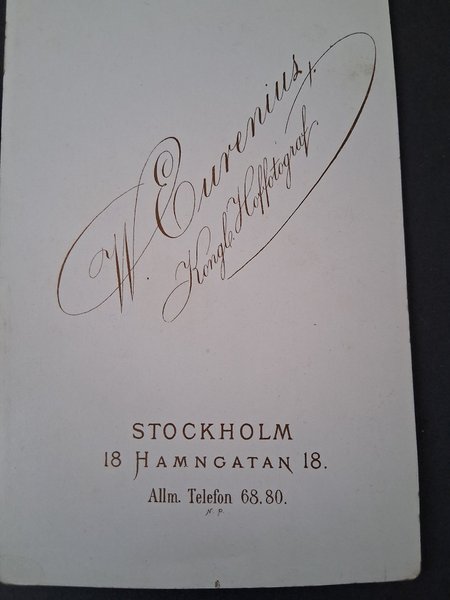 W. Eurenius,
Kongl. Hoffotograf
STOCKHOLM
18 HAMNGATAN 18.
Allm. Telefon 68.80.
N. P.